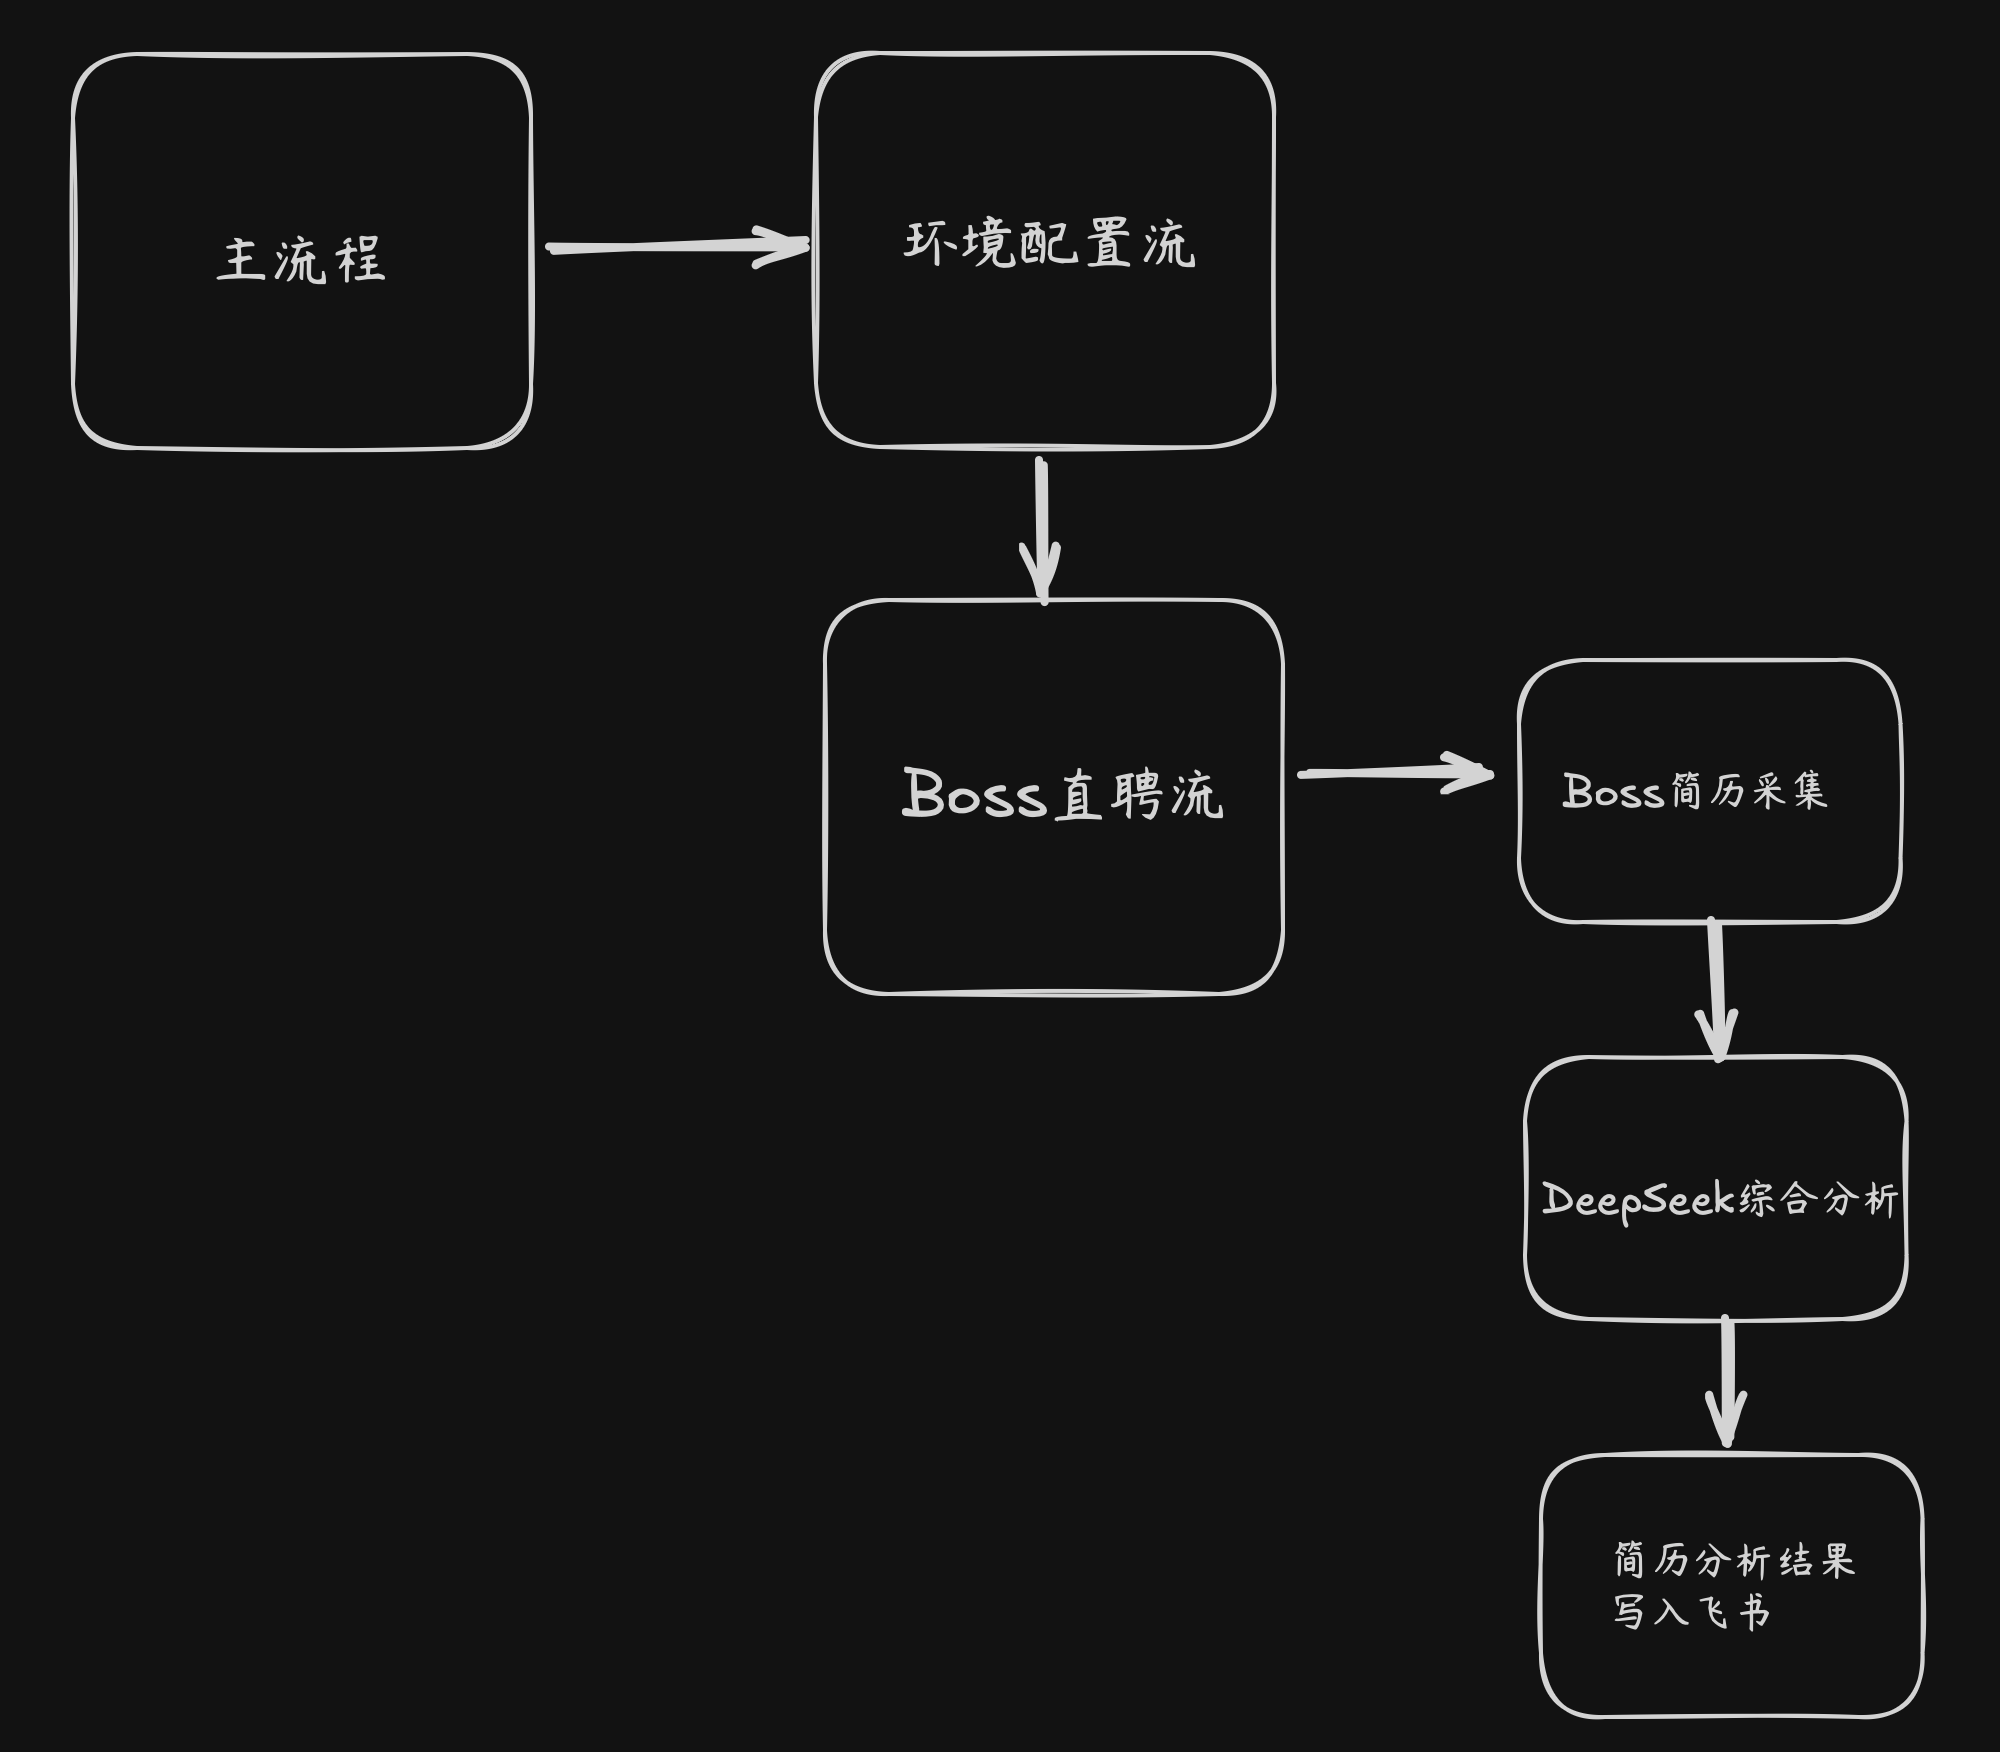 主流程
环境配置流
Boss直聘流
Boss简历采集
DeepSeek综合分析
简历分析结果
写入飞书